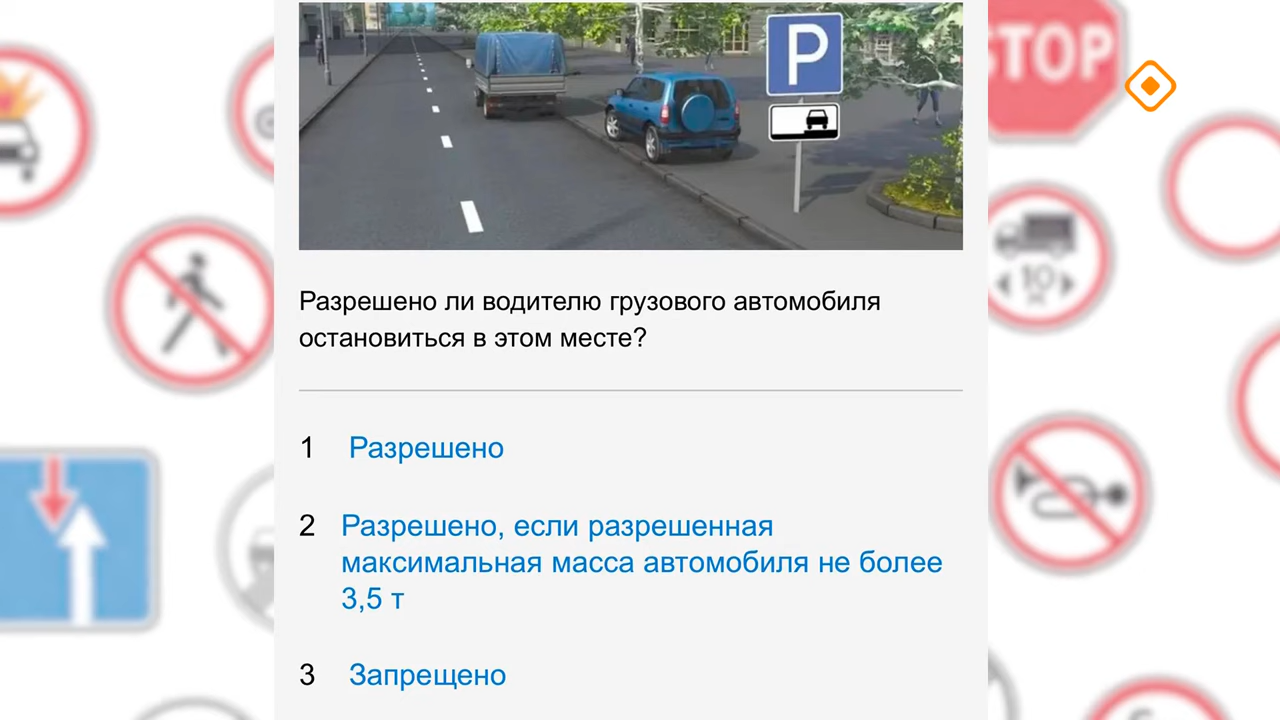 P
STOP
10
Разрешено ли водителю грузового автомобиля
остановиться в этом месте?
1 Разрешено
2 Разрешено, если разрешенная
максимальная масса автомобиля не более
3,5 т
3 Запрещено